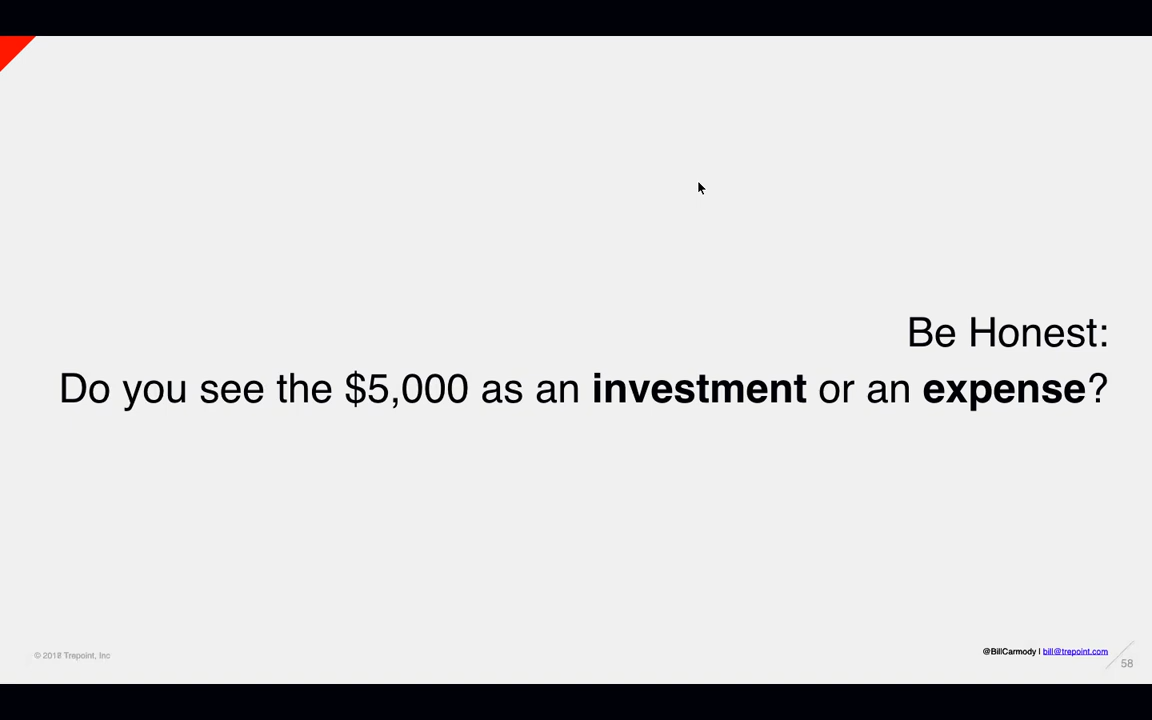 Be Honest:
Do you see the $5,000 as an investment or an expense?
© Trepoint, Inc
@BillCarmody | bill@trepoint.com
58